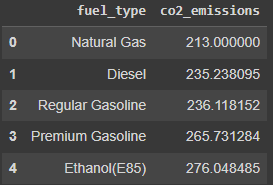 fuel_type co2_emissions
0 Natural Gas 213.000000
1 Diesel 235.238095
2 Regular Gasoline 236.118152
3 Premium Gasoline 265.731284
4 Ethanol(E85) 276.048485